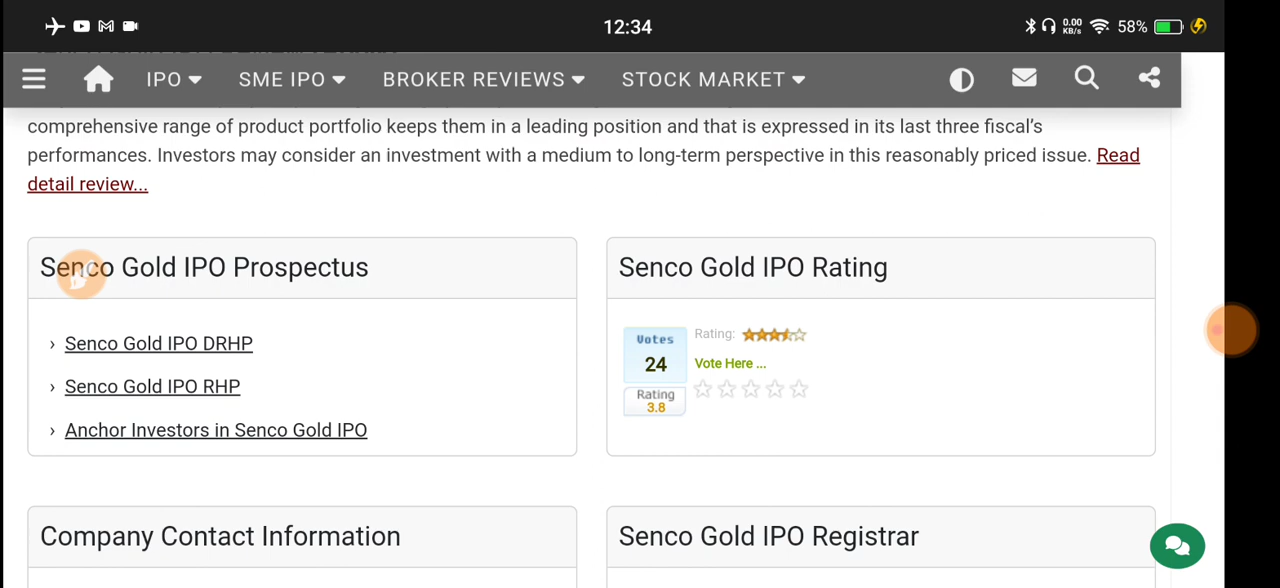 12:34
0.00
KB/s
58%
IPO
SME IPO
BROKER REVIEWS
STOCK MARKET
comprehensive range of product portfolio keeps them in a leading position and that is expressed in its last three fiscal's
performances. Investors may consider an investment with a medium to long-term perspective in this reasonably priced issue. Read
detail review...
Senco Gold IPO Prospectus
› Senco Gold IPO DRHP
› Senco Gold IPO RHP
› Anchor Investors in Senco Gold IPO
Senco Gold IPO Rating
Votes
24
Rating
3.8
Rating:
Vote Here ...
Company Contact Information
Senco Gold IPO Registrar